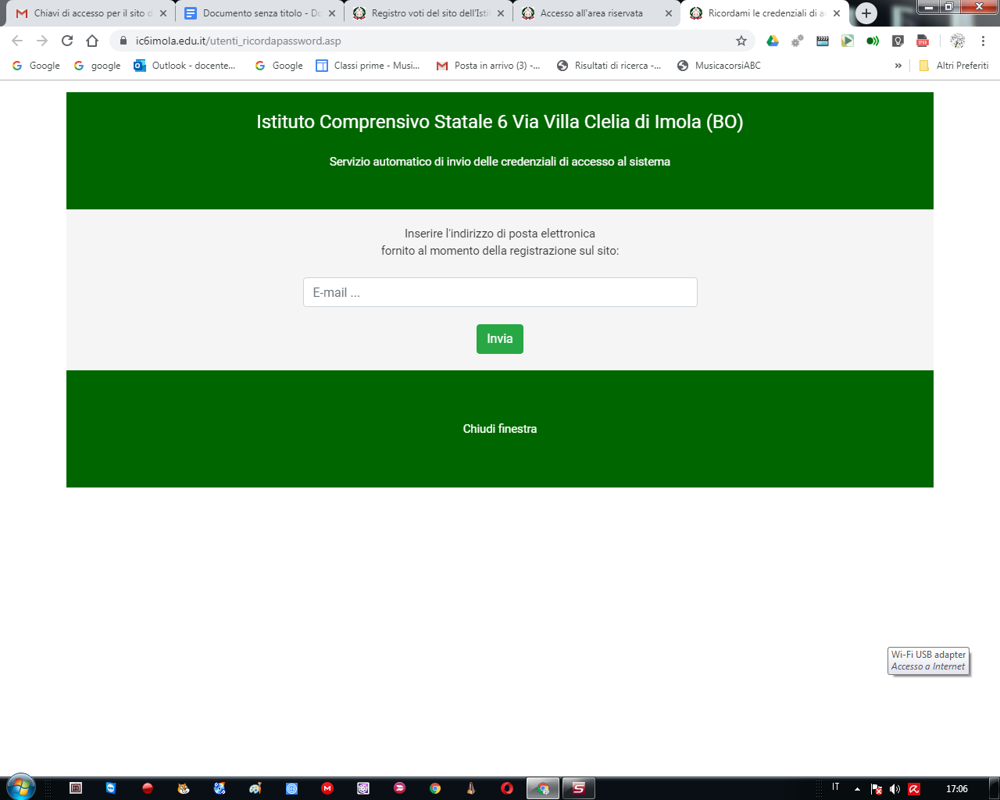 Chiavi di accesso per il sito d
Documento senza titolo - Do
Registro voti del sito dell'Isti
Accesso all'area riservata
Ricordami le credenziali di ac
ic6imola.edu.it/utenti_ricordapassword.asp
Google
google
Outlook - docente...
Google
Classi prime - Musi...
Posta in arrivo (3) -...
Risultati di ricerca -...
MusicacorsiABC
»
Altri Preferiti
Istituto Comprensivo Statale 6 Via Villa Clelia di Imola (BO)
Servizio automatico di invio delle credenziali di accesso al sistema
Inserire l'indirizzo di posta elettronica
fornito al momento della registrazione sul sito:
E-mail ...
Invia
Chiudi finestra
Wi-Fi USB adapter
Accesso a Internet
IT
17:06